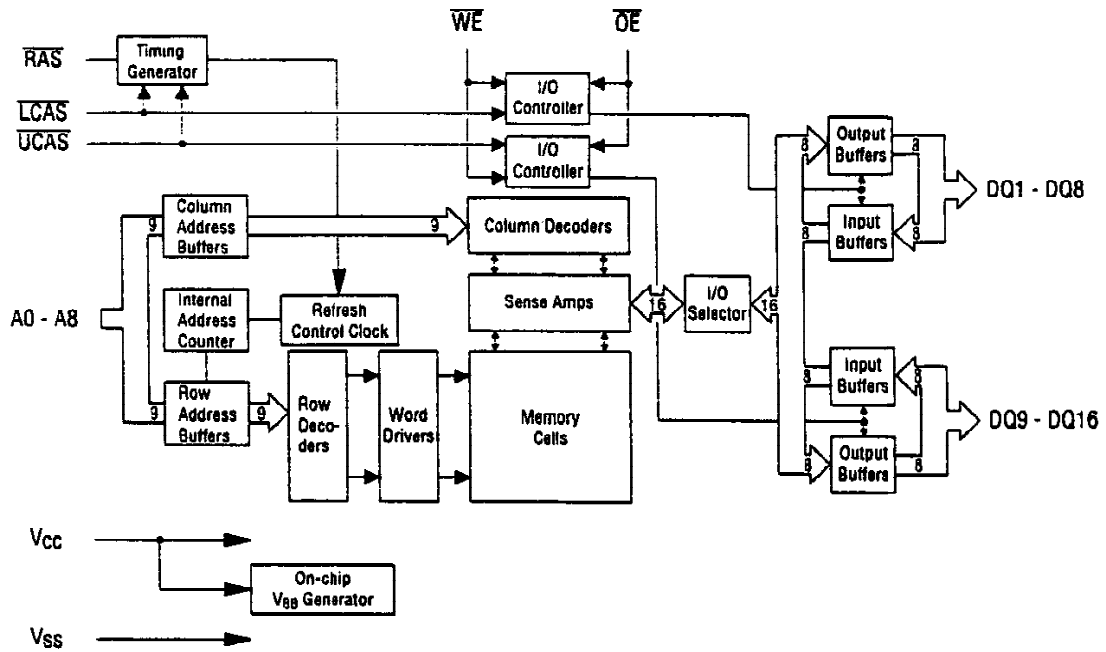 WE
OE
RAS
Timing
Generator
I/O
Controller
LCAS
UCAS
I/O
Controller
8
Output
Buffers
8
DQ1 - DQ8
8
Input
Buffers
8
9
Column
Address
Buffers
9
Column Decoders
A0 - A8
Internal
Address
Counter
Refresh
Control Clock
Sense Amps
16
I/O
Selector
16
9
Row
Address
Buffers
9
Row
Deco-
ders
Word
Drivers
Memory
Cells
8
Input
Buffers
8
DQ9 - DQ16
8
Output
Buffers
8
VCC
On-chip
VBB Generator
VSS